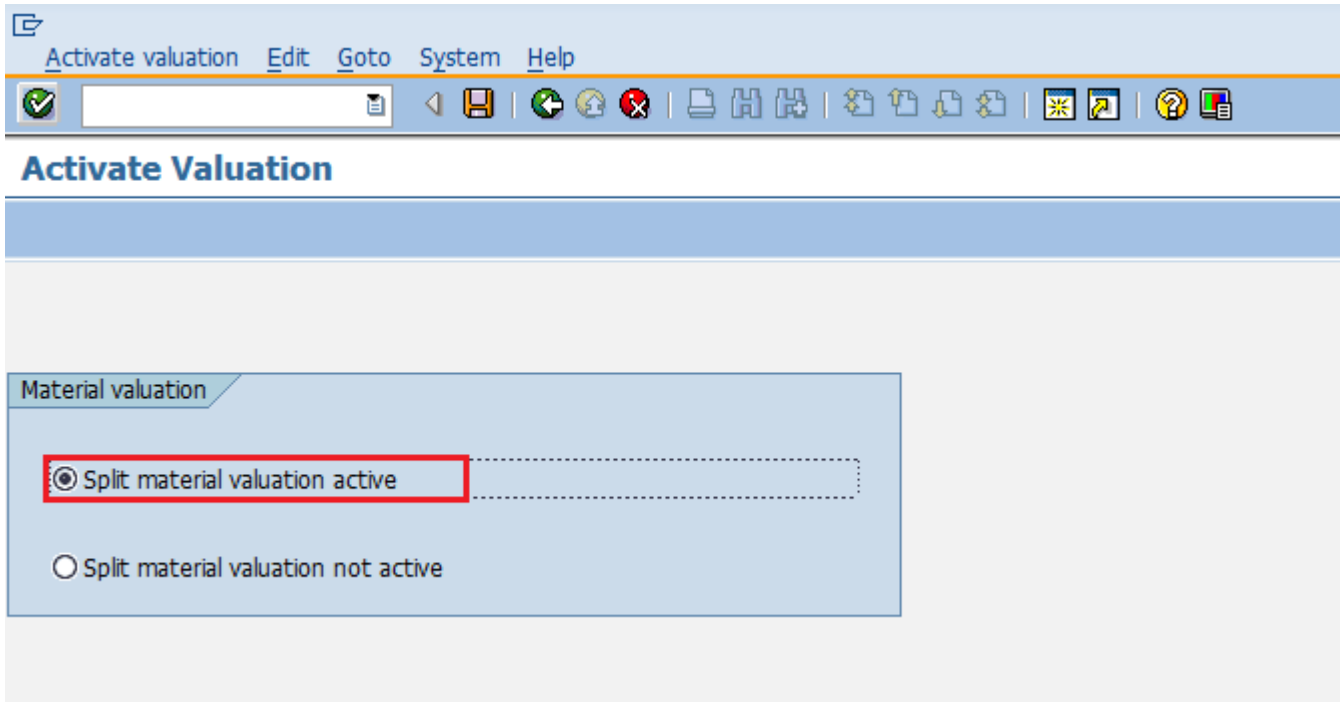 Activate valuation Edit Goto System Help
Activate Valuation
Material valuation
Split material valuation active
Split material valuation not active